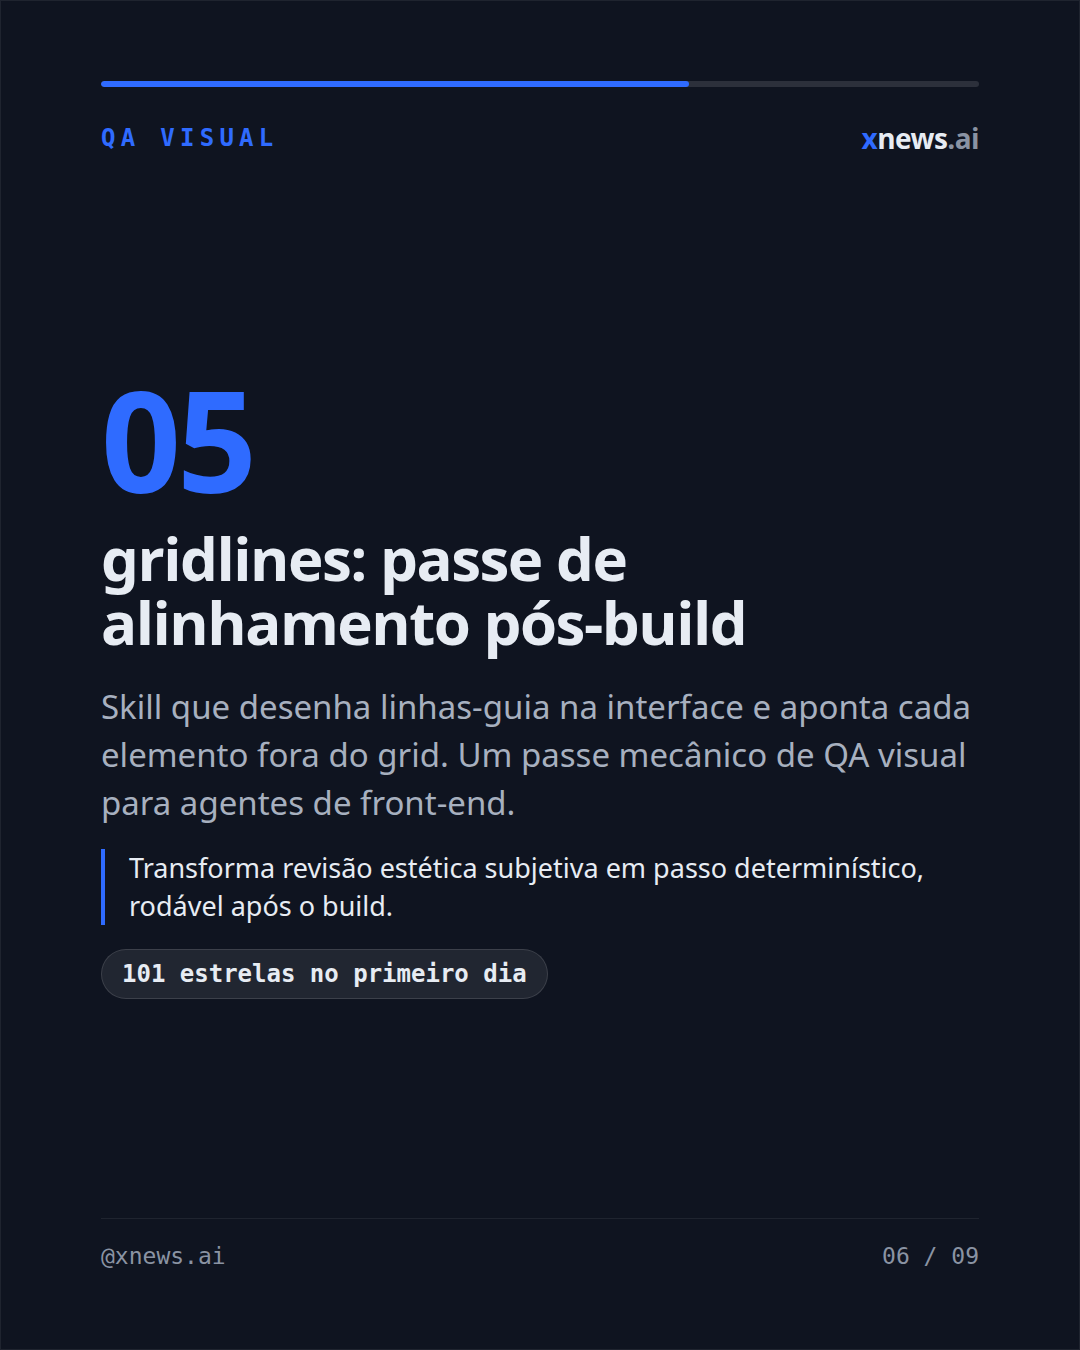 QA VISUAL
xnews.ai
05
gridlines: passe de
alinhamento pós-build
Skill que desenha linhas-guia na interface e aponta cada
elemento fora do grid. Um passe mecânico de QA visual
para agentes de front-end.
Transforma revisão estética subjetiva em passo determinístico,
rodável após o build.
101 estrelas no primeiro dia
@xnews.ai
06 / 09